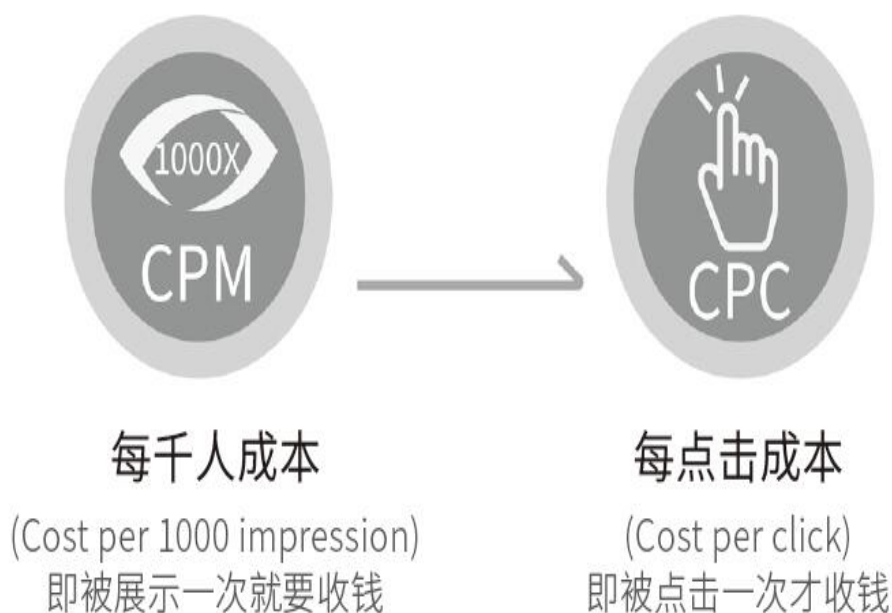 1000X
CPM
CPC
每千人成本
(Cost per 1000 impression)
即被展示一次就要收钱
每点击成本
(Cost per click)
即被点击一次才收钱